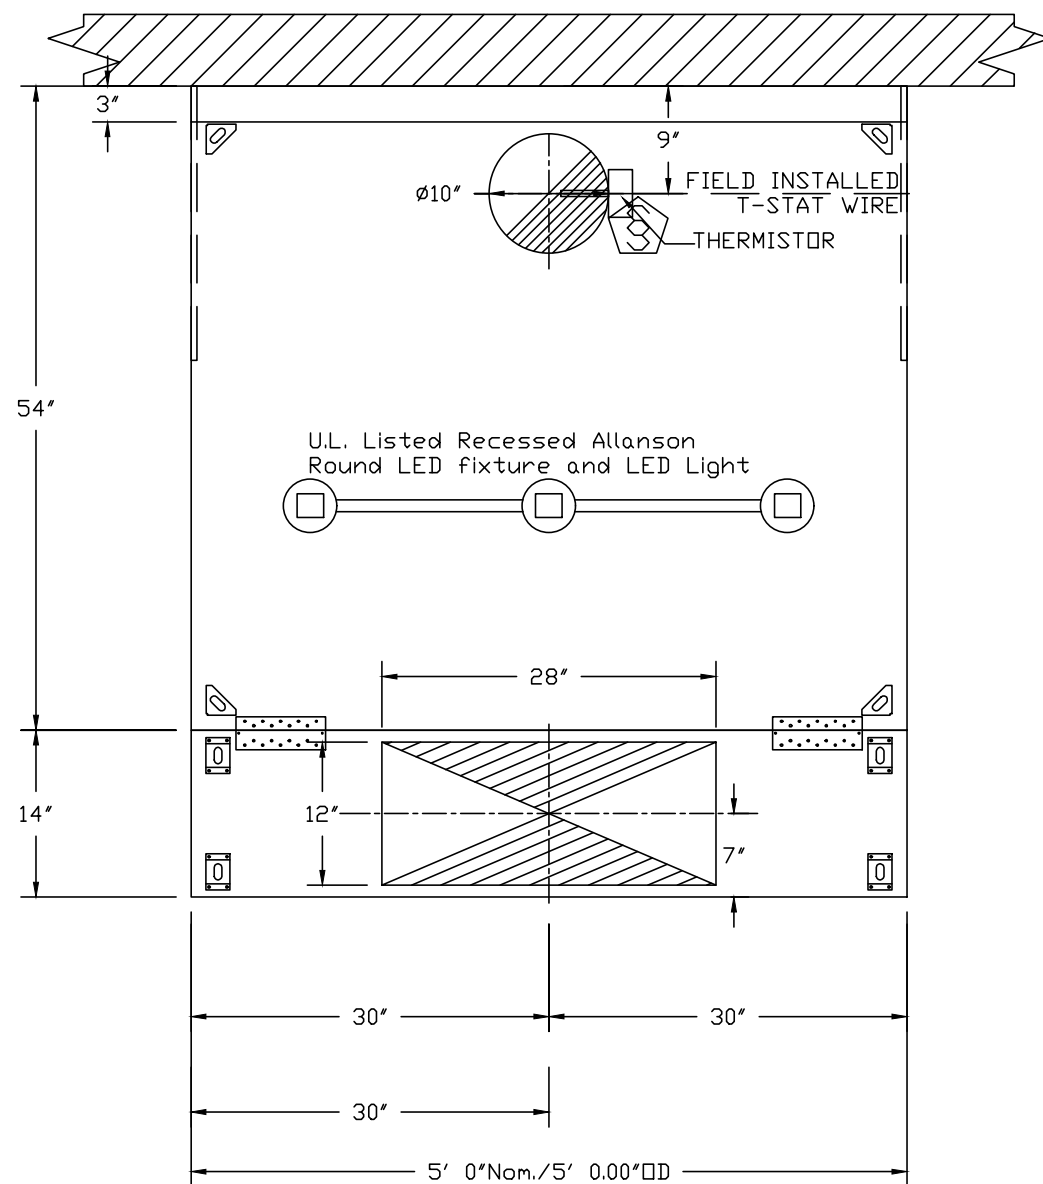 3″
9″
ø10″
FIELD INSTALLED
T-STAT WIRE
THERMISTOR
54″
U.L. Listed Recessed Allanson
Round LED fixture and LED Light
28″
14″
12″
7″
30″
30″
30″
5′ 0″Nom./5′ 0.00″OD